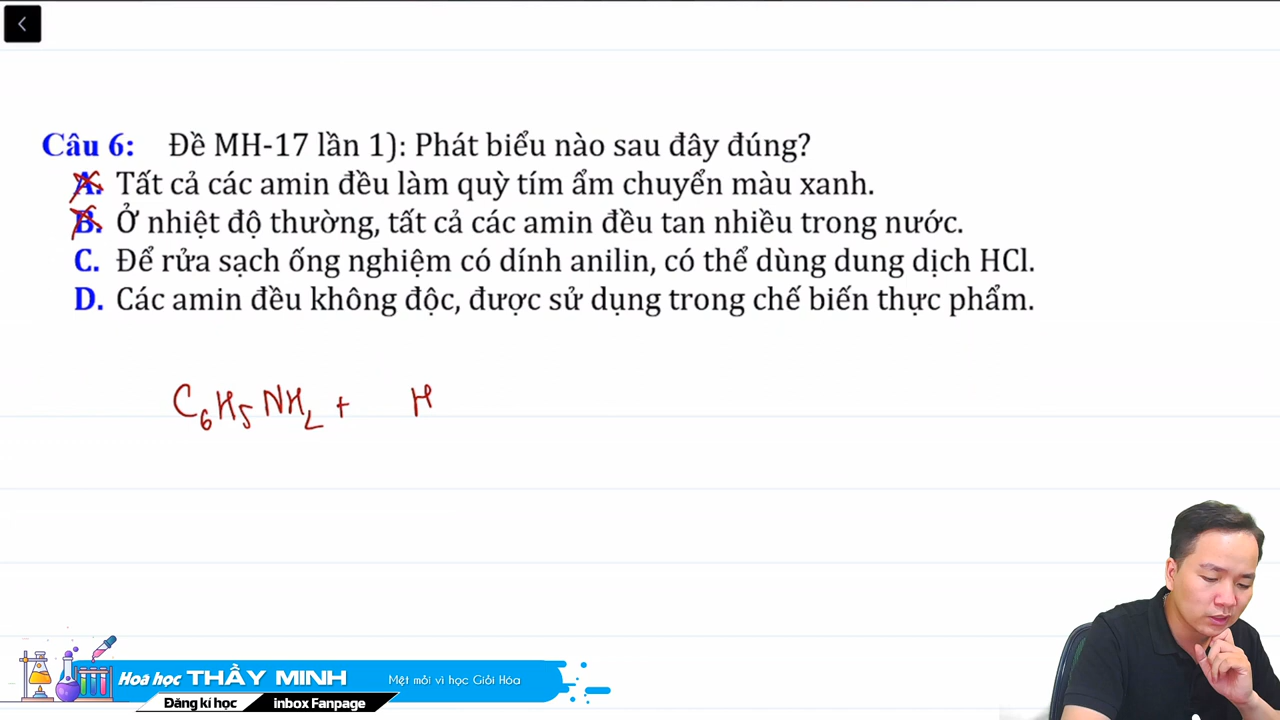 Câu 6: Đề MH-17 lần 1): Phát biểu nào sau đây đúng?
A. Tất cả các amin đều làm quỳ tím ẩm chuyển màu xanh.
B. Ở nhiệt độ thường, tất cả các amin đều tan nhiều trong nước.
C. Để rửa sạch ống nghiệm có dính anilin, có thể dùng dung dịch HCl.
D. Các amin đều không độc, được sử dụng trong chế biến thực phẩm.
C6H5NH2 + H
Hoá học THẦY MINH
Mệt mỏi vì học Giỏi Hóa
Đăng kí học inbox Fanpage